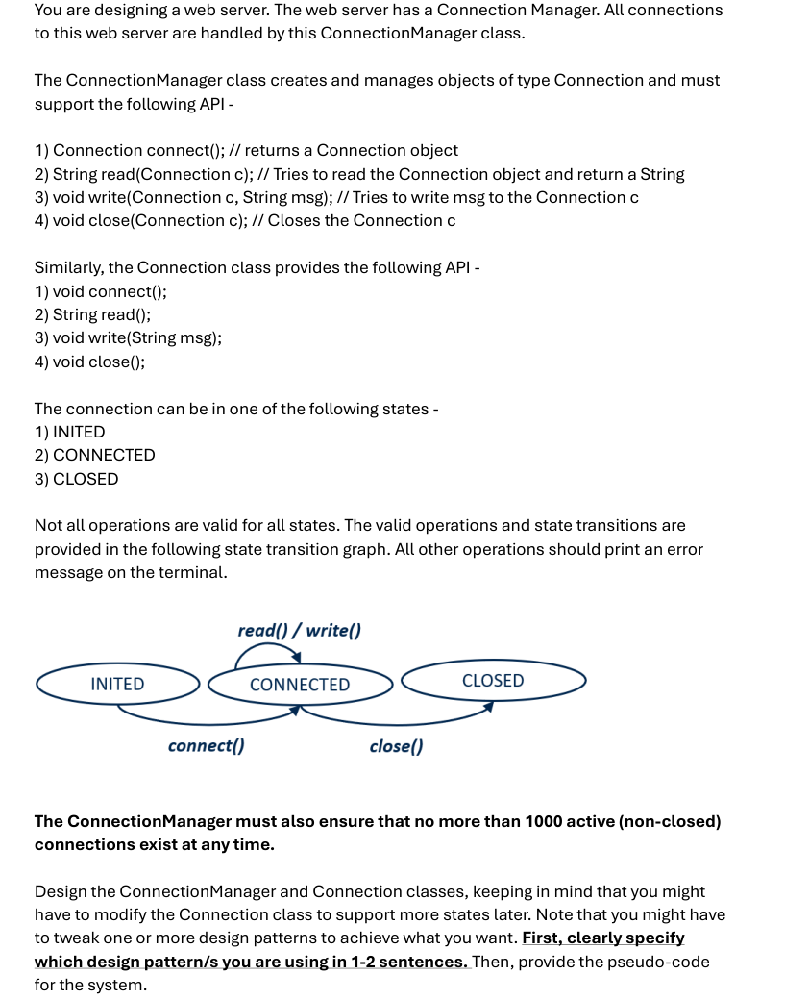 You are designing a web server. The web server has a Connection Manager. All connections
to this web server are handled by this ConnectionManager class.
The ConnectionManager class creates and manages objects of type Connection and must
support the following API -
1) Connection connect(); // returns a Connection object
2) String read(Connection c); // Tries to read the Connection object and return a String
3) void write(Connection c, String msg); // Tries to write msg to the Connection c
4) void close(Connection c); // Closes the Connection c
Similarly, the Connection class provides the following API -
1) void connect();
2) String read();
3) void write(String msg);
4) void close();
The connection can be in one of the following states -
1) INITED
2) CONNECTED
3) CLOSED
Not all operations are valid for all states. The valid operations and state transitions are
provided in the following state transition graph. All other operations should print an error
message on the terminal.
read() / write()
INITED
CONNECTED
CLOSED
connect()
close()
The ConnectionManager must also ensure that no more than 1000 active (non-closed)
connections exist at any time.
Design the ConnectionManager and Connection classes, keeping in mind that you might
have to modify the Connection class to support more states later. Note that you might have
to tweak one or more design patterns to achieve what you want. First, clearly specify
which design pattern/s you are using in 1-2 sentences. Then, provide the pseudo-code
for the system.